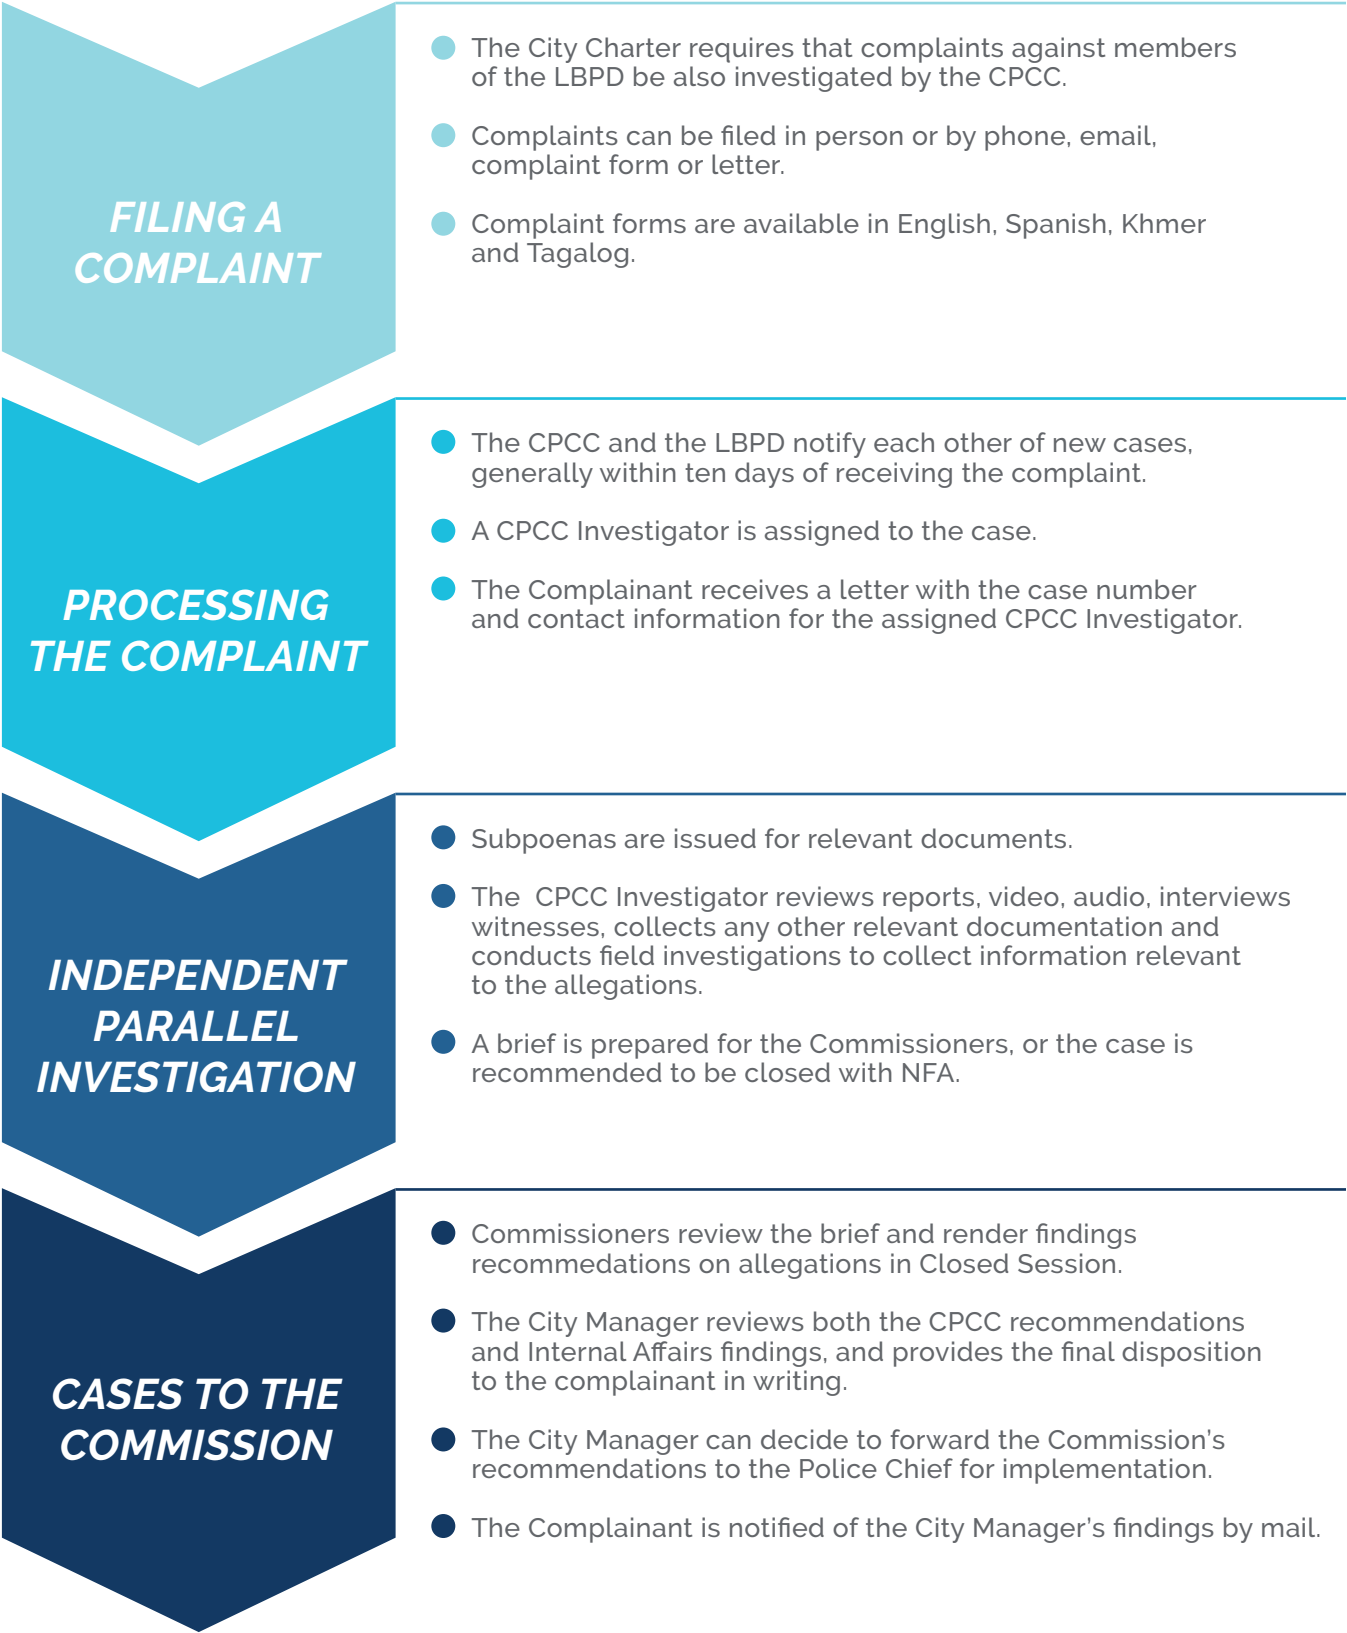 FILING A
COMPLAINT
The City Charter requires that complaints against members
of the LBPD be also investigated by the CPCC.
Complaints can be filed in person or by phone, email,
complaint form or letter.
Complaint forms are available in English, Spanish, Khmer
and Tagalog.
PROCESSING
THE COMPLAINT
The CPCC and the LBPD notify each other of new cases,
generally within ten days of receiving the complaint.
A CPCC Investigator is assigned to the case.
The Complainant receives a letter with the case number
and contact information for the assigned CPCC Investigator.
INDEPENDENT
PARALLEL
INVESTIGATION
Subpoenas are issued for relevant documents.
The  CPCC Investigator reviews reports, video, audio, interviews
witnesses, collects any other relevant documentation and
conducts field investigations to collect information relevant
to the allegations.
A brief is prepared for the Commissioners, or the case is
recommended to be closed with NFA.
CASES TO THE
COMMISSION
Commissioners review the brief and render findings
recommedations on allegations in Closed Session.
The City Manager reviews both the CPCC recommendations
and Internal Affairs findings, and provides the final disposition
to the complainant in writing.
The City Manager can decide to forward the Commission's
recommendations to the Police Chief for implementation.
The Complainant is notified of the City Manager's findings by mail.